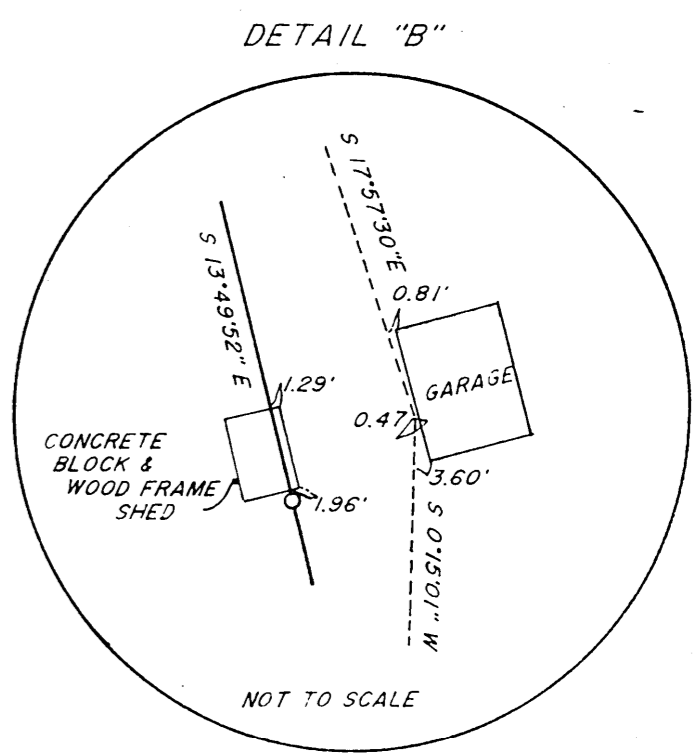 DETAIL "B"
S 17°57'30"E
S 13°49'52" E
0.81'
GARAGE
1.29'
0.47
CONCRETE
BLOCK &
WOOD FRAME
SHED
3.60'
1.96'
S 0°15'01" W
NOT TO SCALE